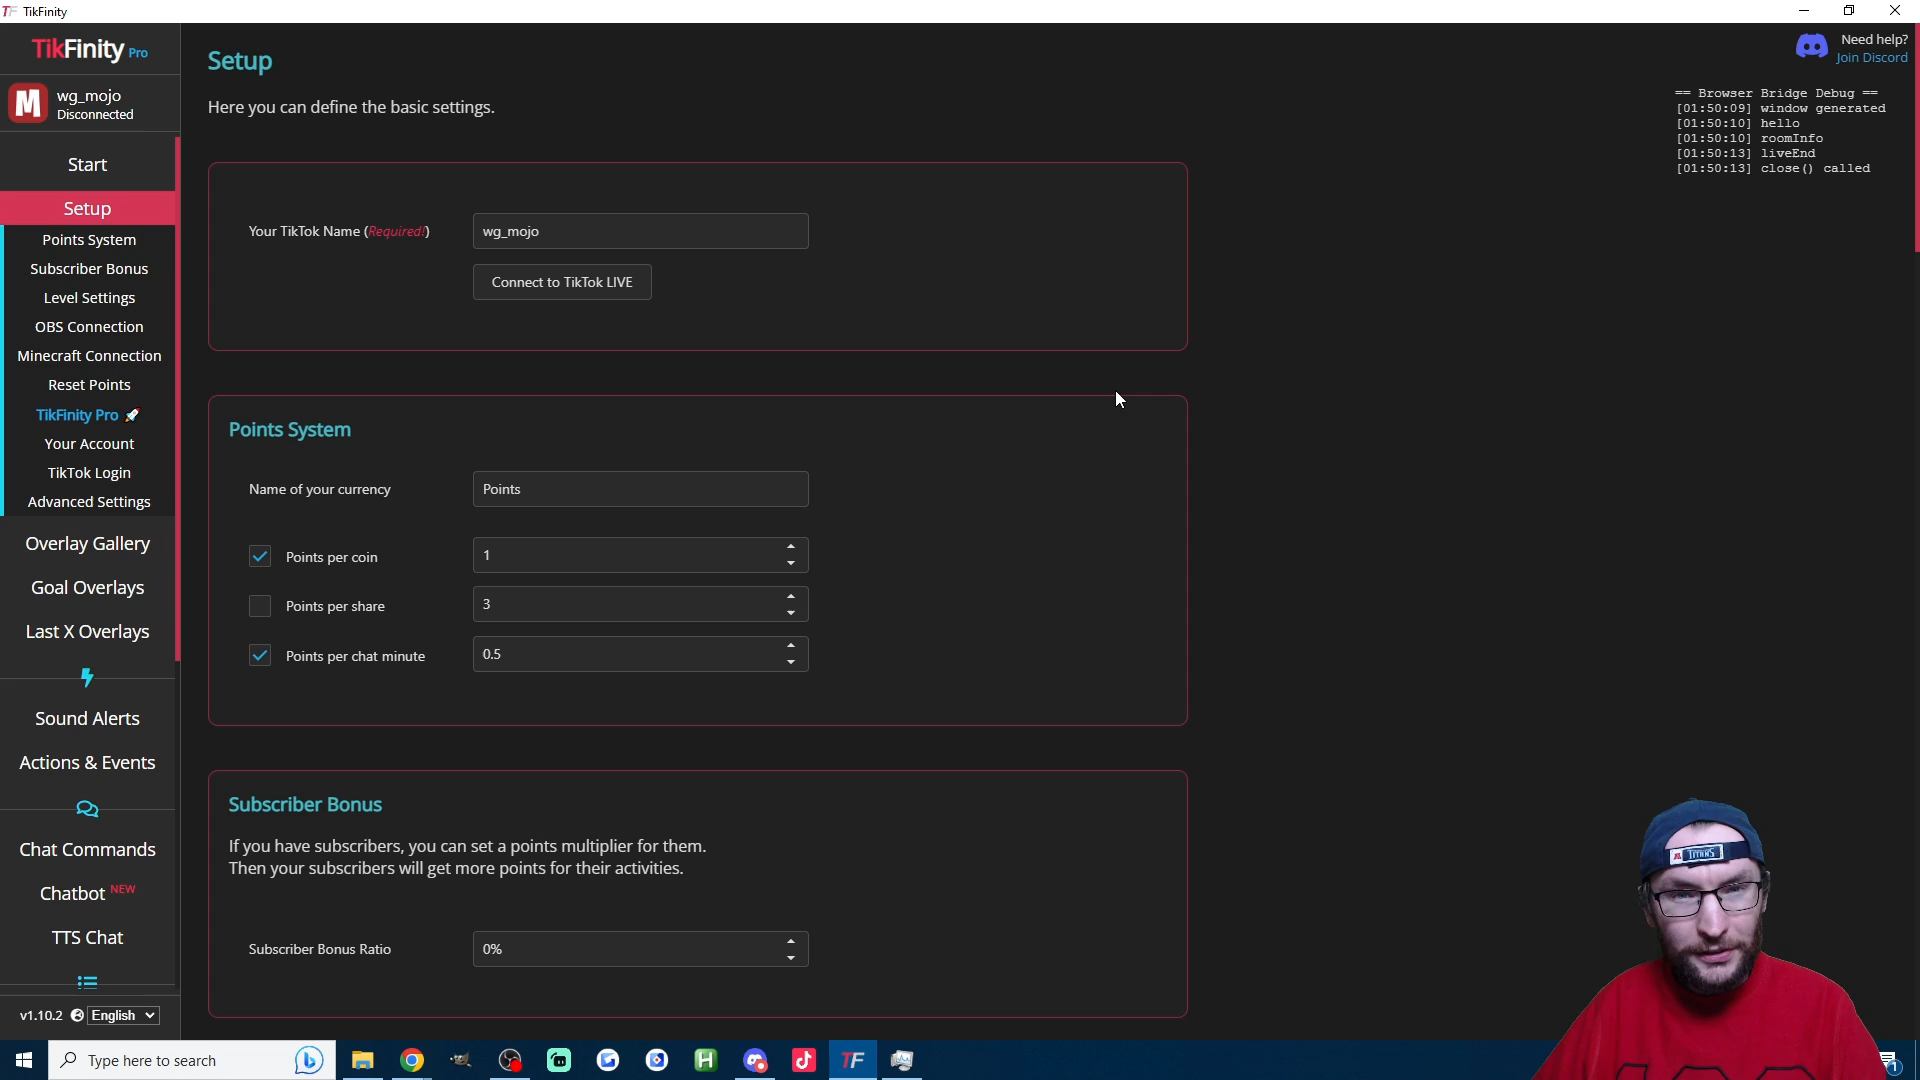 TF TikFinity
TikFinity Pro
M
wg_mojo
Disconnected
Start
Setup
Points System
Subscriber Bonus
Level Settings
OBS Connection
Minecraft Connection
Reset Points
TikFinity Pro 🚀
Your Account
TikTok Login
Advanced Settings
Overlay Gallery
Goal Overlays
Last X Overlays
Sound Alerts
Actions & Events
Chat Commands
Chatbot NEW
TTS Chat
v1.10.2 English
Setup
Here you can define the basic settings.
Your TikTok Name (Required!) wg_mojo
Connect to TikTok LIVE
Points System
Name of your currency Points
Points per coin 1
Points per share 3
Points per chat minute 0.5
Subscriber Bonus
If you have subscribers, you can set a points multiplier for them.
Then your subscribers will get more points for their activities.
Subscriber Bonus Ratio 0%
Need help?
Join Discord
== Browser Bridge Debug ==
[01:50:09] window generated
[01:50:10] hello
[01:50:10] roomInfo
[01:50:13] liveEnd
[01:50:13] close() called
TITANS
Type here to search
H
TF
1